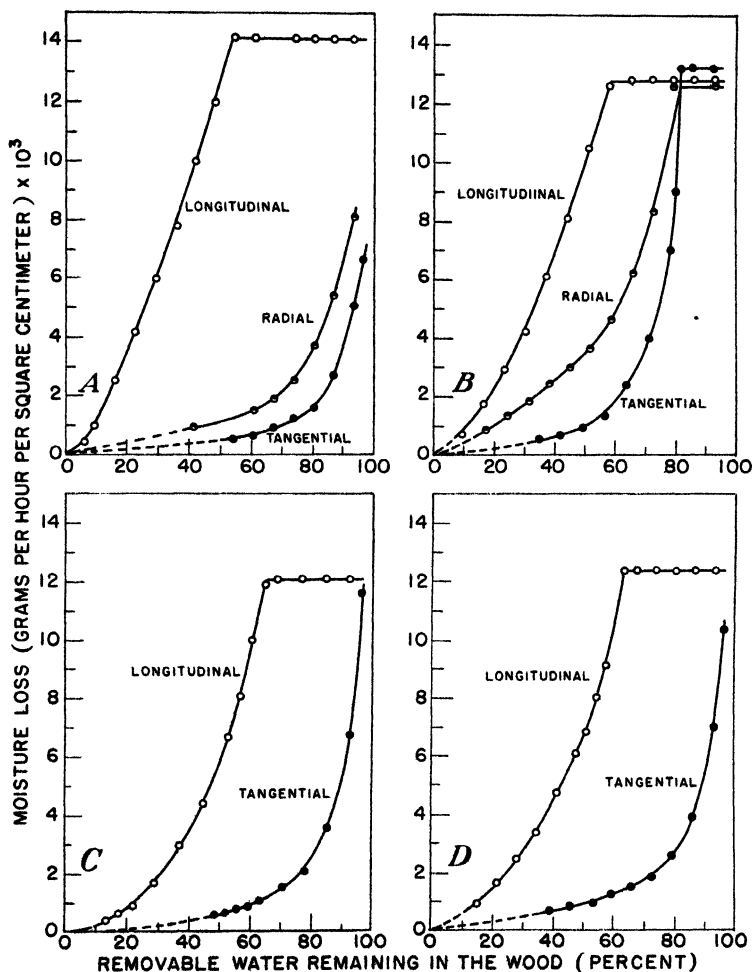 MOISTURE LOSS (GRAMS PER HOUR PER SQUARE CENTIMETER) X 10³
14
12
10
8
6
4
2
0
LONGITUDINAL
RADIAL
TANGENTIAL
A
0 20 40 60 80 100
14
12
10
8
6
4
2
0
LONGITUDIINAL
RADIAL
TANGENTIAL
B
0 20 40 60 80 100
14
12
10
8
6
4
2
0
LONGITUDINAL
TANGENTIAL
C
0 20 40 60 80 100
14
12
10
8
6
4
2
0
LONGITUDINAL
TANGENTIAL
D
0 20 40 60 80 100
REMOVABLE WATER REMAINING IN THE WOOD (PERCENT)